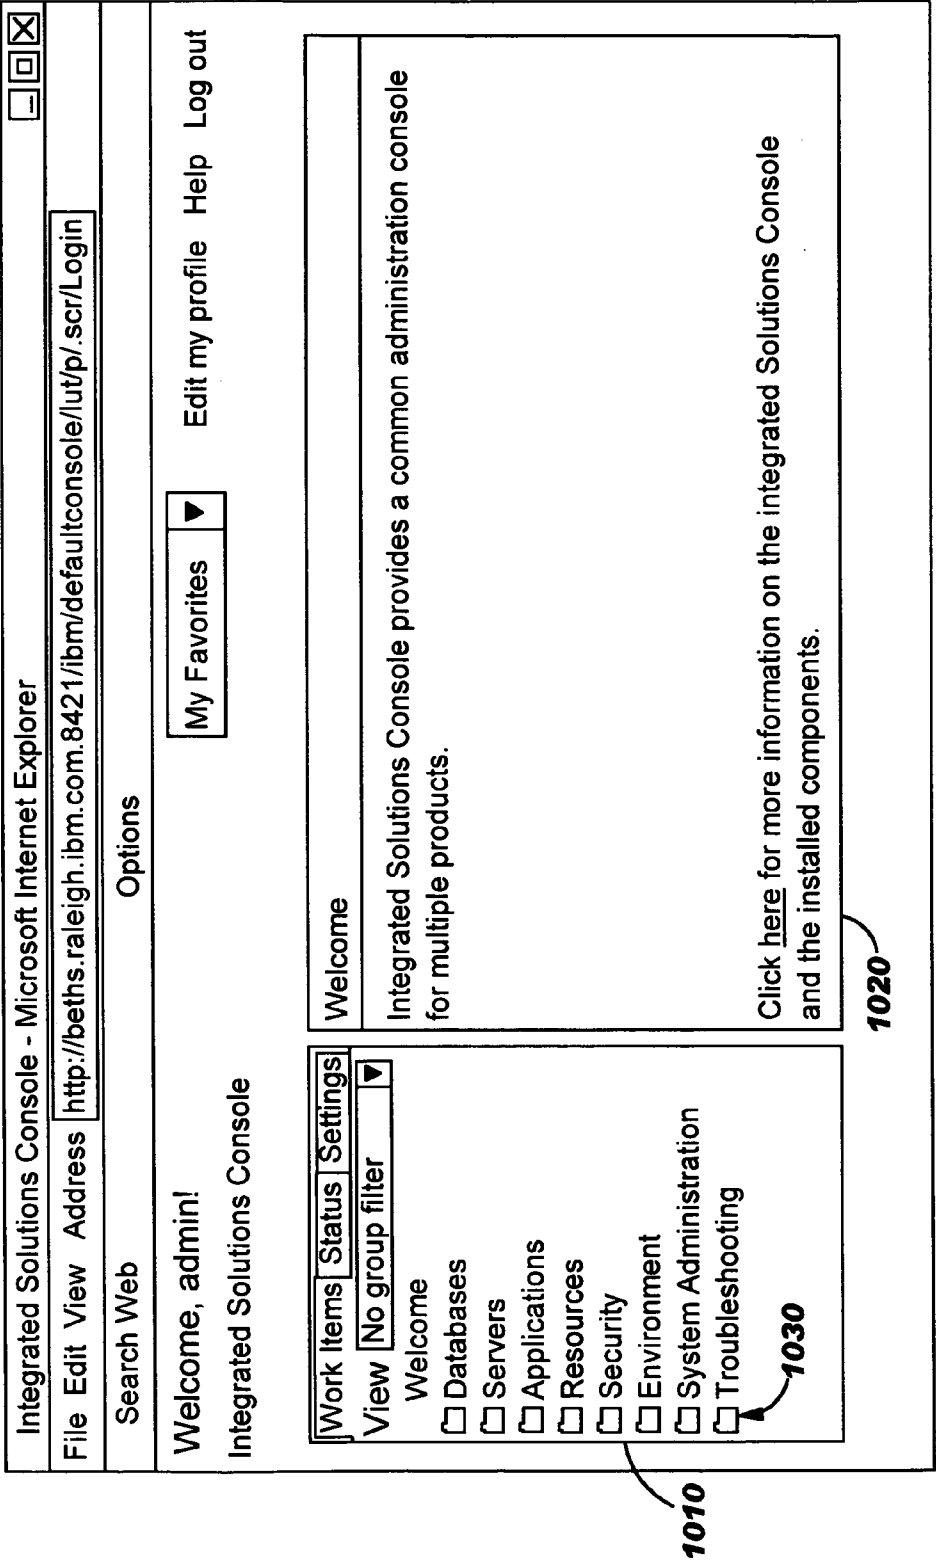 Integrated Solutions Console - Microsoft Internet Explorer
File Edit View Address http://beths.raleigh.ibm.com.8421/ibm/defaultconsole/lut/p/.scr/Login
Search Web Options
Welcome, admin! My Favorites Edit my profile Help Log out
Integrated Solutions Console
Work Items Status Settings
View No group filter
Welcome
Databases
Servers
Applications
Resources
Security
Environment
System Administration
Troubleshooting
Welcome
Integrated Solutions Console provides a common administration console
for multiple products.
Click here for more information on the integrated Solutions Console
and the installed components.
1010
1030
1020